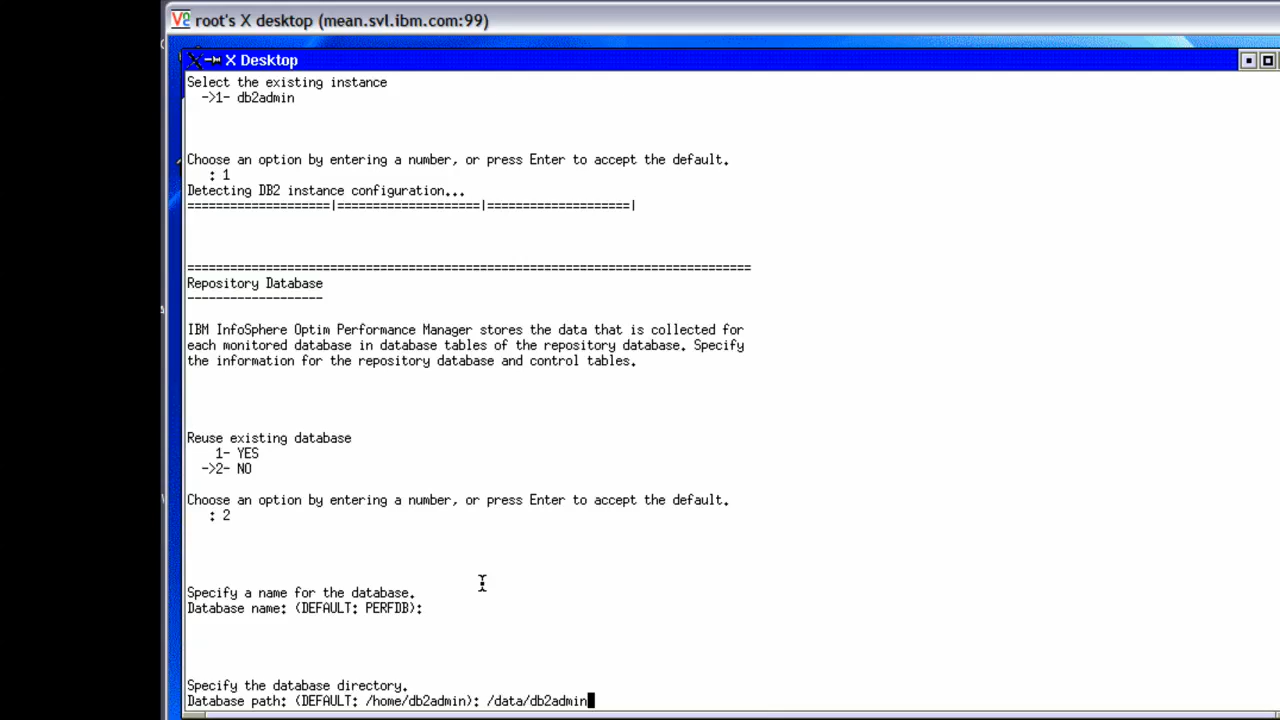 root's X desktop (mean.svl.ibm.com:99)
X Desktop
Select the existing instance
->1- db2admin
Choose an option by entering a number, or press Enter to accept the default.
: 1
Detecting DB2 instance configuration...
====================|====================|====================|
===============================================================================
Repository Database
-------------------
IBM InfoSphere Optim Performance Manager stores the data that is collected for
each monitored database in database tables of the repository database. Specify
the information for the repository database and control tables.
Reuse existing database
1- YES
->2- NO
Choose an option by entering a number, or press Enter to accept the default.
: 2
Specify a name for the database.
Database name: (DEFAULT: PERFDB):
Specify the database directory.
Database path: (DEFAULT: /home/db2admin): /data/db2admin